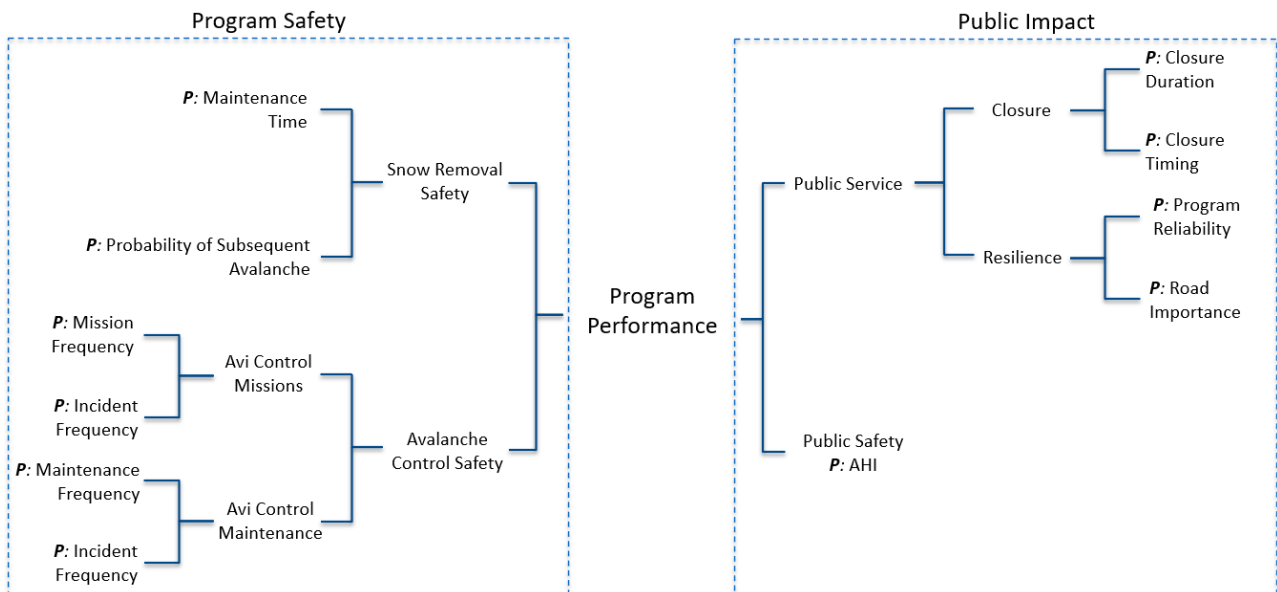 Program Safety
P: Maintenance
Time
Snow Removal
Safety
P: Probability of Subsequent
Avalanche
P: Mission
Frequency
Avi Control
Missions
P: Incident
Frequency
Avalanche
Control Safety
P: Maintenance
Frequency
Avi Control
Maintenance
P: Incident
Frequency
Program
Performance
Public Impact
P: Closure
Duration
Closure
P: Closure
Timing
Public Service
P: Program
Reliability
Resilience
P: Road
Importance
Public Safety
P: AHI